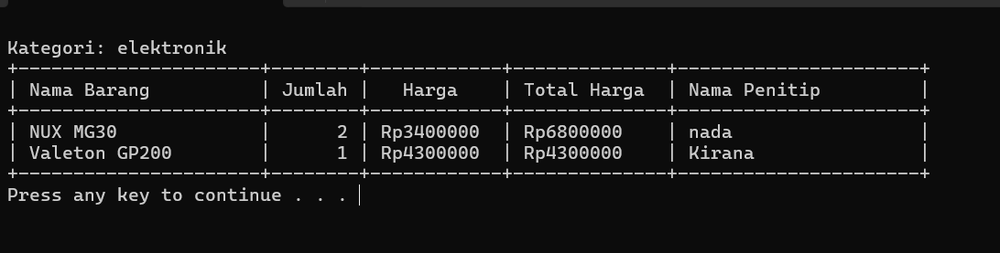 Kategori: elektronik
+----------------------+--------+------------+--------------+----------------------+
| Nama Barang          | Jumlah |   Harga    | Total Harga  | Nama Penitip         |
+----------------------+--------+------------+--------------+----------------------+
| NUX MG30             |      2 | Rp3400000  | Rp6800000    | nada                 |
| Valeton GP200        |      1 | Rp4300000  | Rp4300000    | Kirana               |
+----------------------+--------+------------+--------------+----------------------+
Press any key to continue . . .